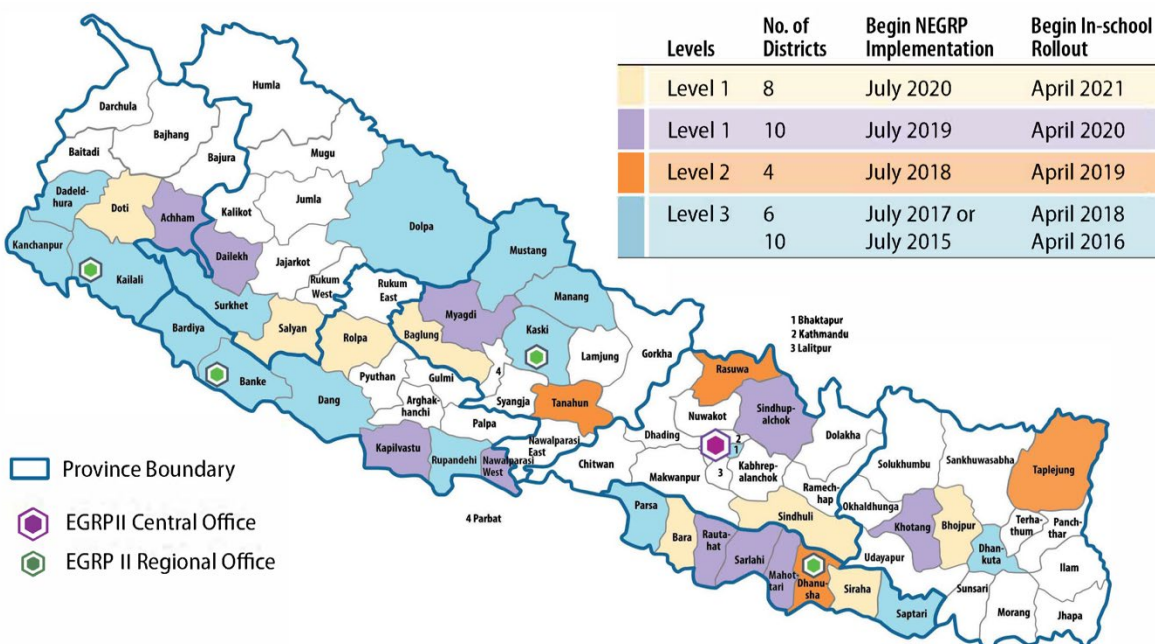 Levels No. of Districts Begin NEGRP Implementation Begin In-school Rollout
Level 1 8 July 2020 April 2021
Level 1 10 July 2019 April 2020
Level 2 4 July 2018 April 2019
Level 3 6 July 2017 or April 2018
10 July 2015 April 2016
Humla
Darchula
Bajhang
Baitadi
Bajura
Mugu
Dadeld-
hura
Doti
Achham
Kalikot
Jumla
Dolpa
Kanchanpur
Kailali
Dailekh
Jajarkot
Mustang
Rukum
West
Rukum
East
Surkhet
Manang
Bardiya
Salyan
Rolpa
Baglung
Myagdi
Kaski
Lamjung
Gorkha
1 Bhaktapur
2 Kathmandu
3 Lalitpur
Banke
Dang
Pyuthan
Gulmi
4
Argha-
khanchi
Syangja
Tanahun
Rasuwa
Nuwakot
Sindhup-
alchok
Palpa
Dhading
2
1
Dolakha
Kapilvastu
Rupandehi
Nawalparasi
West
Nawalparasi
East
Chitwan
Makwanpur
3
Kabhrep-
alanchok
Ramech-
hap
Solukhumbu
Sankhuwasabha
Taplejung
Province Boundary
EGRPII Central Office
EGRP II Regional Office
4 Parbat
Parsa
Bara
Rauta-
hat
Sarlahi
Mahot-
tari
Dhanu-
sha
Sindhuli
Siraha
Saptari
Okhaldhunga
Khotang
Bhojpur
Udayapur
Dhan-
kuta
Terha-
thum
Panch-
thar
Ilam
Sunsari
Morang
Jhapa